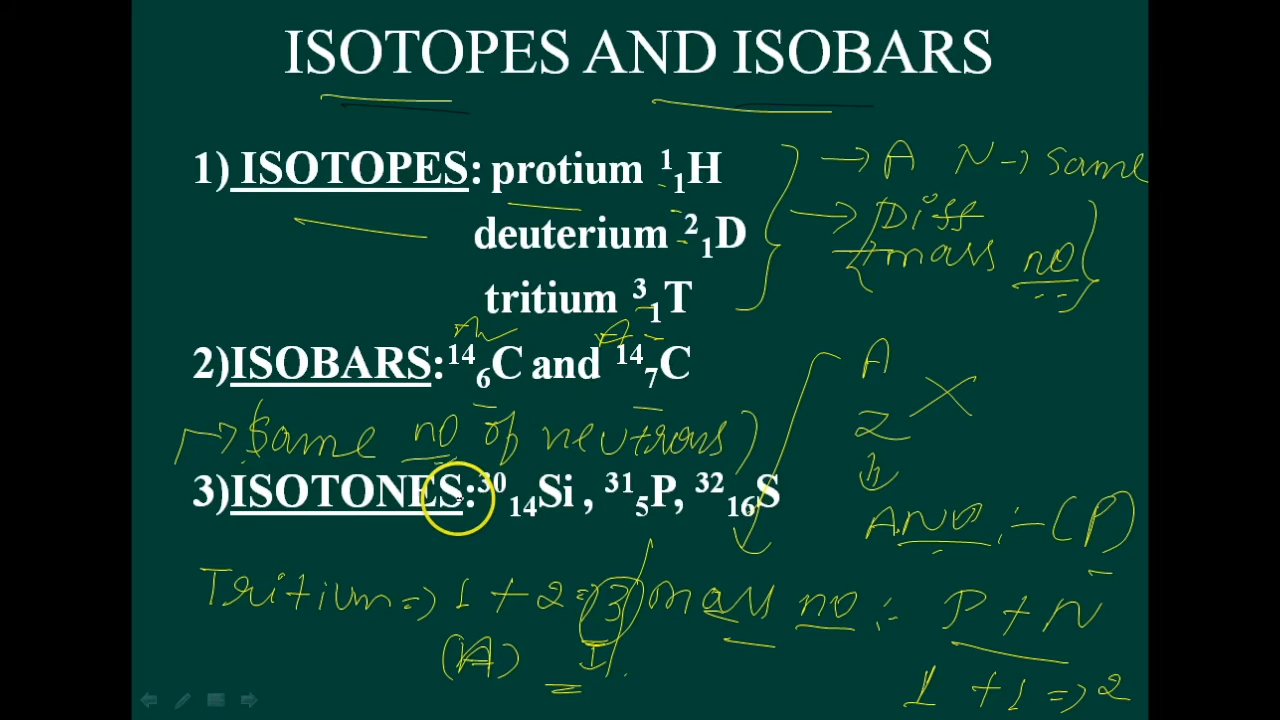 ISOTOPES AND ISOBARS
1) ISOTOPES: protium ¹₁H
→ A N → Same
deuterium ²₁D
→ Diff
mass no
tritium ³₁T
2)ISOBARS:¹⁴₆C and ¹⁴₇C
A
Z X
→ Same no of neutrons
3)ISOTONES:³⁰₁₄Si , ³¹₅P, ³²₁₆S
A.NO :- (P)
Tritium => 1 + 2 = 3
mass no :- P + N
(A)
1 + 1 => 2